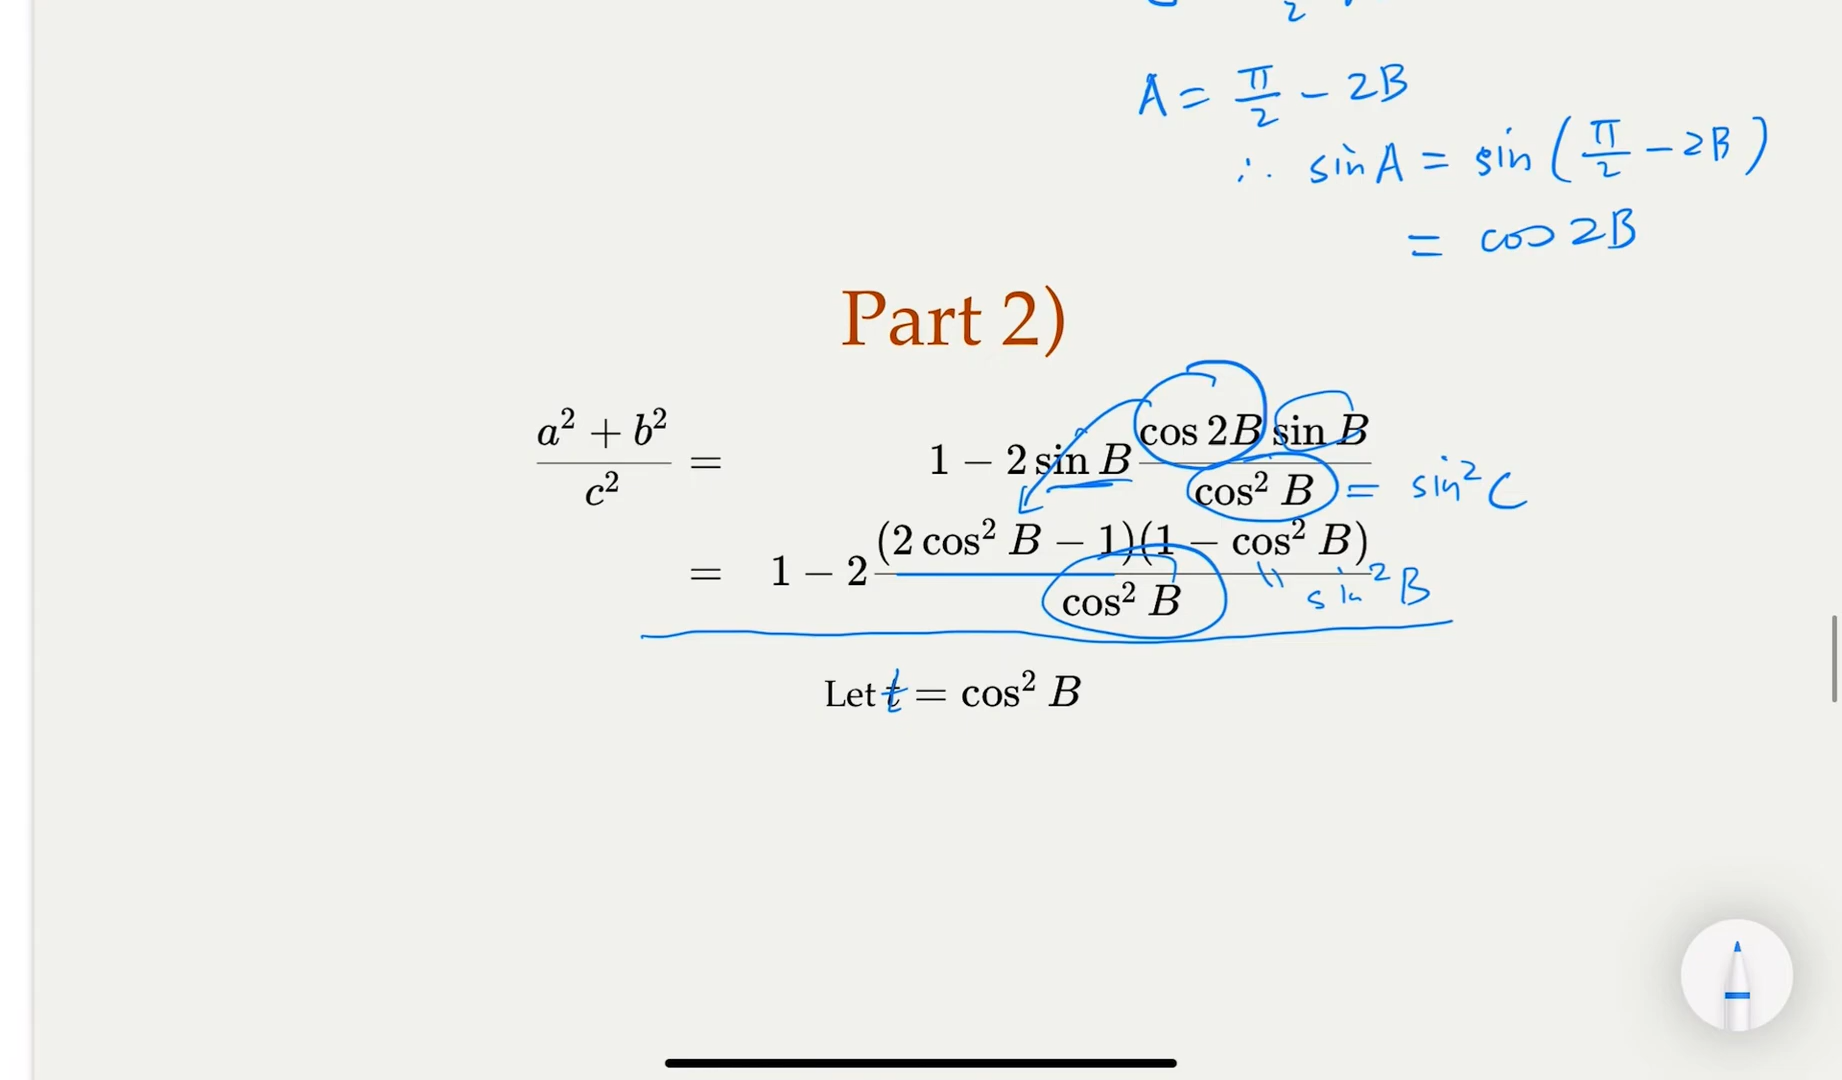 2
A = π/2 − 2B
∴ sin A = sin (π/2 − 2B)
= cos 2B
Part 2)
(a² + b²)/c² = 1 − 2 sin B (cos 2B sin B)/(cos² B) = sin² C
= 1 − 2 ((2 cos² B − 1)(1 − cos² B))/(cos² B) '' sin² B
Let t = cos² B